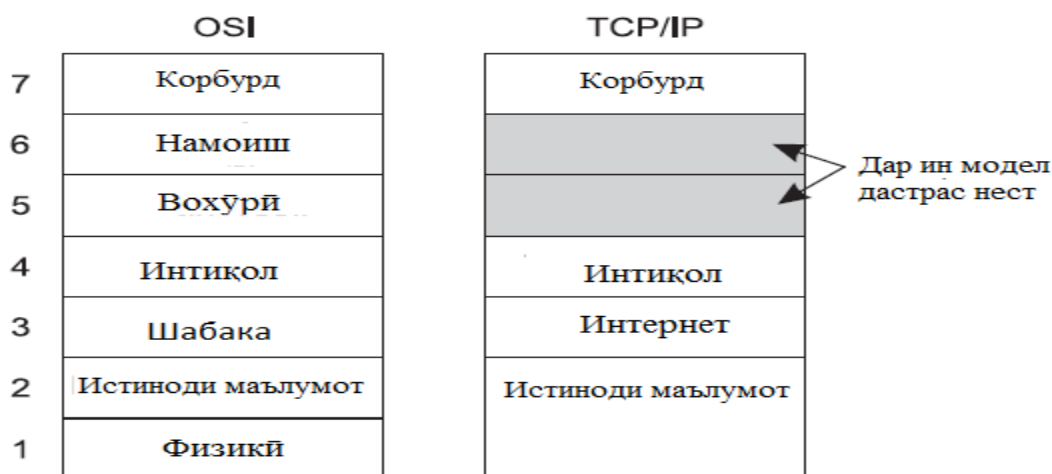 OSI TCP/IP
7 Корбурд Корбурд
6 Намоиш
5 Вохӯрӣ
Дар ин модел
дастрас нест
4 Интиқол Интиқол
3 Шабака Интернет
2 Истиноди маълумот Истиноди маълумот
1 Физикӣ